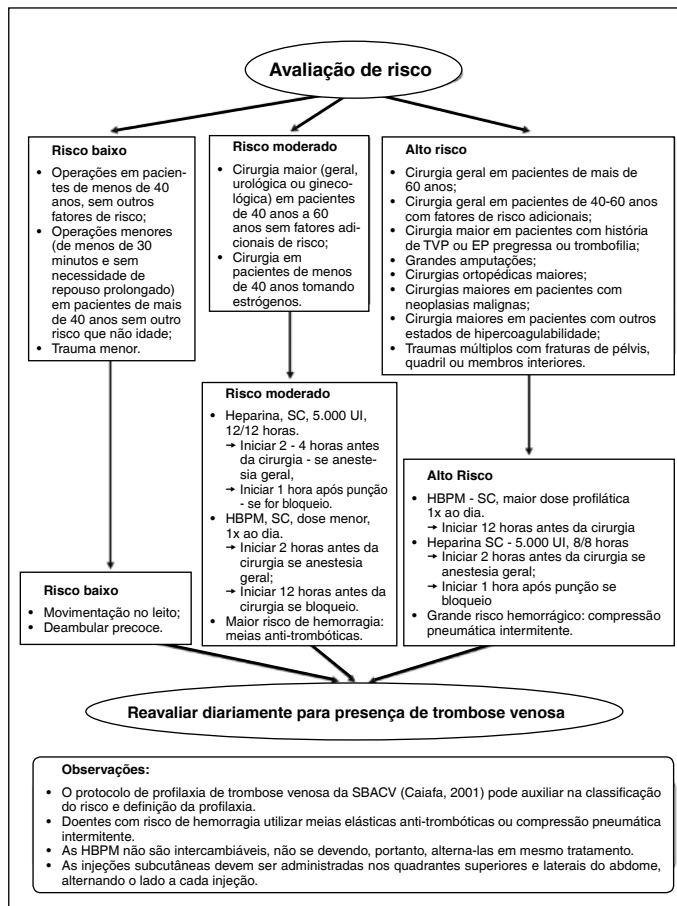 Avaliação de risco
Risco baixo
• Operações em pacien-
tes de menos de 40
anos, sem outros
fatores de risco;
• Operações menores
(de menos de 30
minutos e sem
necessidade de
repouso prolongado)
em pacientes de mais
de 40 anos sem outro
risco que não idade;
• Trauma menor.
Risco moderado
• Cirurgia maior (geral,
urológica ou gineco-
lógica) em pacientes
de 40 anos a 60
anos sem fatores adi-
cionais de risco;
• Cirurgia em
pacientes de menos
de 40 anos tomando
estrógenos.
Alto risco
• Cirurgia geral em pacientes de mais de
60 anos;
• Cirurgia geral em pacientes de 40-60 anos
com fatores de risco adicionais;
• Cirurgia maior em pacientes com história
de TVP ou EP pregressa ou trombofilia;
• Grandes amputações;
• Cirurgias ortopédicas maiores;
• Cirurgias maiores em pacientes com
neoplasias malignas;
• Cirurgia maiores em pacientes com outros
estados de hipercoagulabilidade;
• Traumas múltiplos com fraturas de pélvis,
quadril ou membros interiores.
Risco baixo
• Movimentação no leito;
• Deambular precoce.
Risco moderado
• Heparina, SC, 5.000 UI,
12/12 horas.
→ Iniciar 2 - 4 horas antes
da cirurgia - se aneste-
sia geral,
→ Iniciar 1 hora após punção
- se for bloqueio.
• HBPM, SC, dose menor,
1x ao dia.
→ Iniciar 2 horas antes da
cirurgia se anestesia
geral;
→ Iniciar 12 horas antes da
cirurgia se bloqueio.
• Maior risco de hemorragia:
meias anti-trombóticas.
Alto Risco
• HBPM - SC, maior dose profilática
1x ao dia.
→ Iniciar 12 horas antes da cirurgia
• Heparina SC - 5.000 UI, 8/8 horas
→ Iniciar 2 horas antes da cirurgia se
anestesia geral;
→ Iniciar 1 hora após punção se
bloqueio
• Grande risco hemorrágico: compressão
pneumática intermitente.
Reavaliar diariamente para presença de trombose venosa
Observações:
• O protocolo de profilaxia de trombose venosa da SBACV (Caiafa, 2001) pode auxiliar na classificação
do risco e definição da profilaxia.
• Doentes com risco de hemorragia utilizar meias elásticas anti-trombóticas ou compressão pneumática
intermitente.
• As HBPM não são intercambiáveis, não se devendo, portanto, alterna-las em mesmo tratamento.
• As injeções subcutâneas devem ser administradas nos quadrantes superiores e laterais do abdome,
alternando o lado a cada injeção.